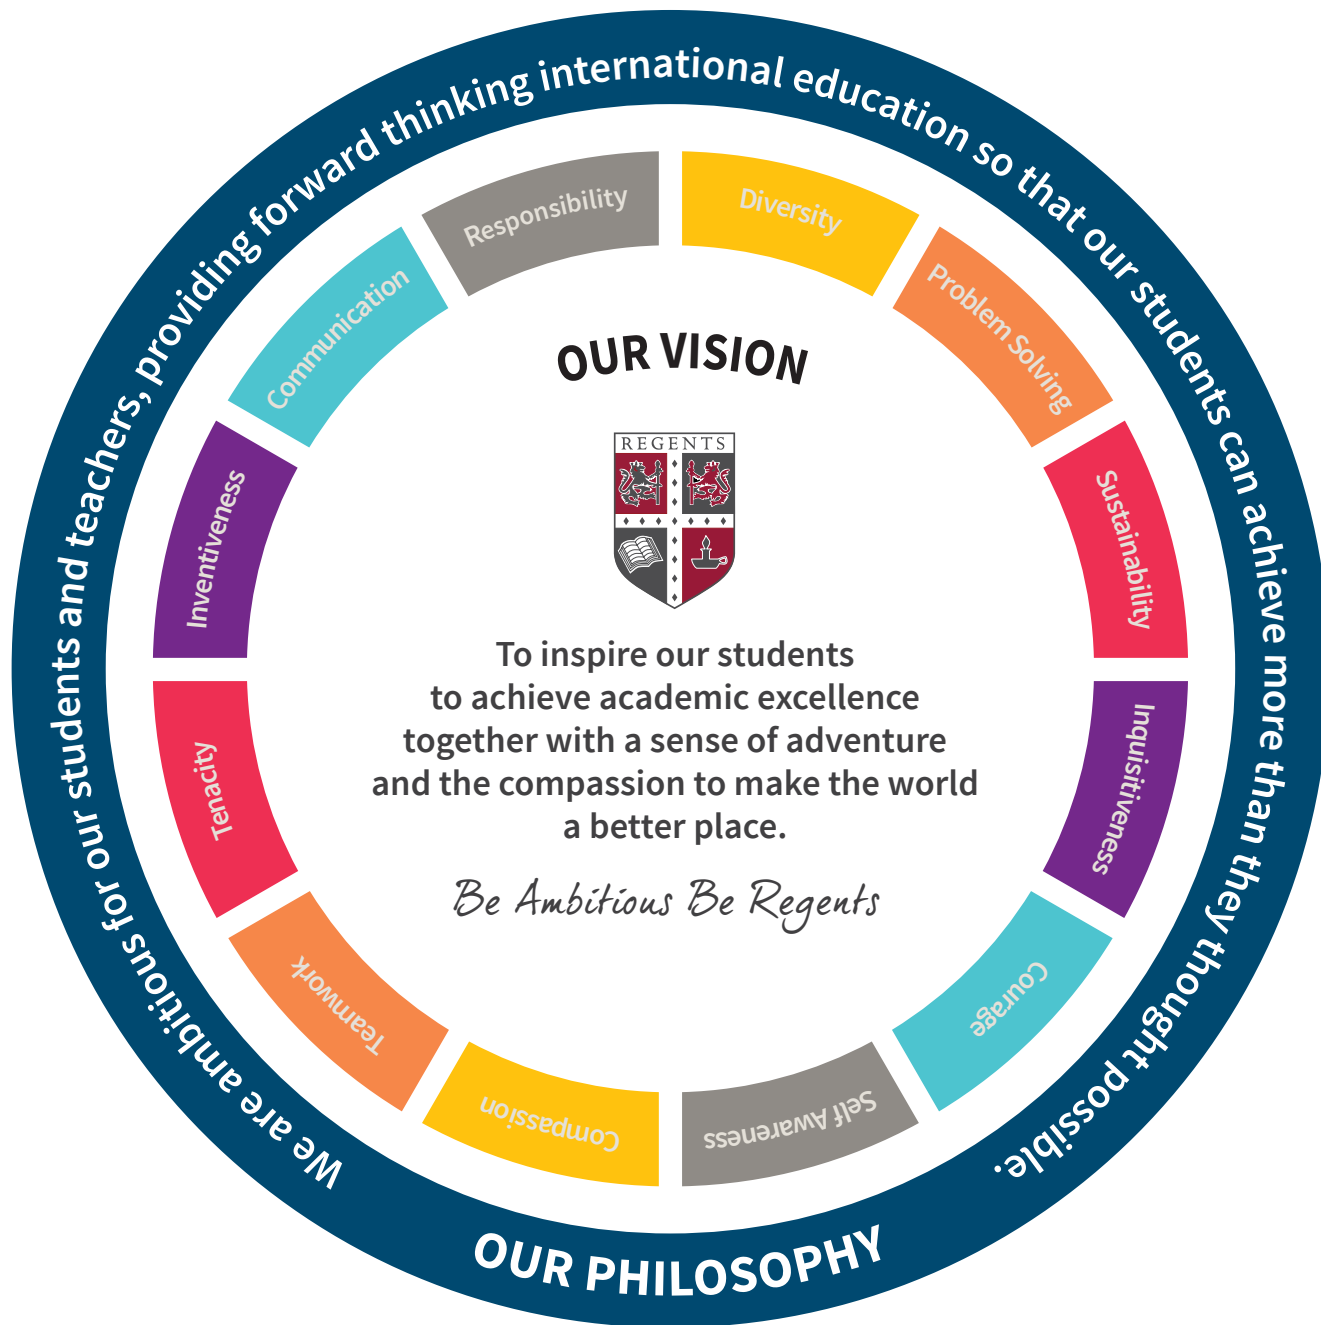 We are ambitious for our students and teachers, providing forward thinking international education so that our students can achieve more than they thought possible.
Responsibility
Diversity
Problem Solving
Sustainability
Inquisitiveness
Courage
Self Awareness
Compassion
Teamwork
Tenacity
Inventiveness
Communication
OUR VISION
REGENTS
To inspire our students
to achieve academic excellence
together with a sense of adventure
and the compassion to make the world
a better place.
Be Ambitious Be Regents
OUR PHILOSOPHY